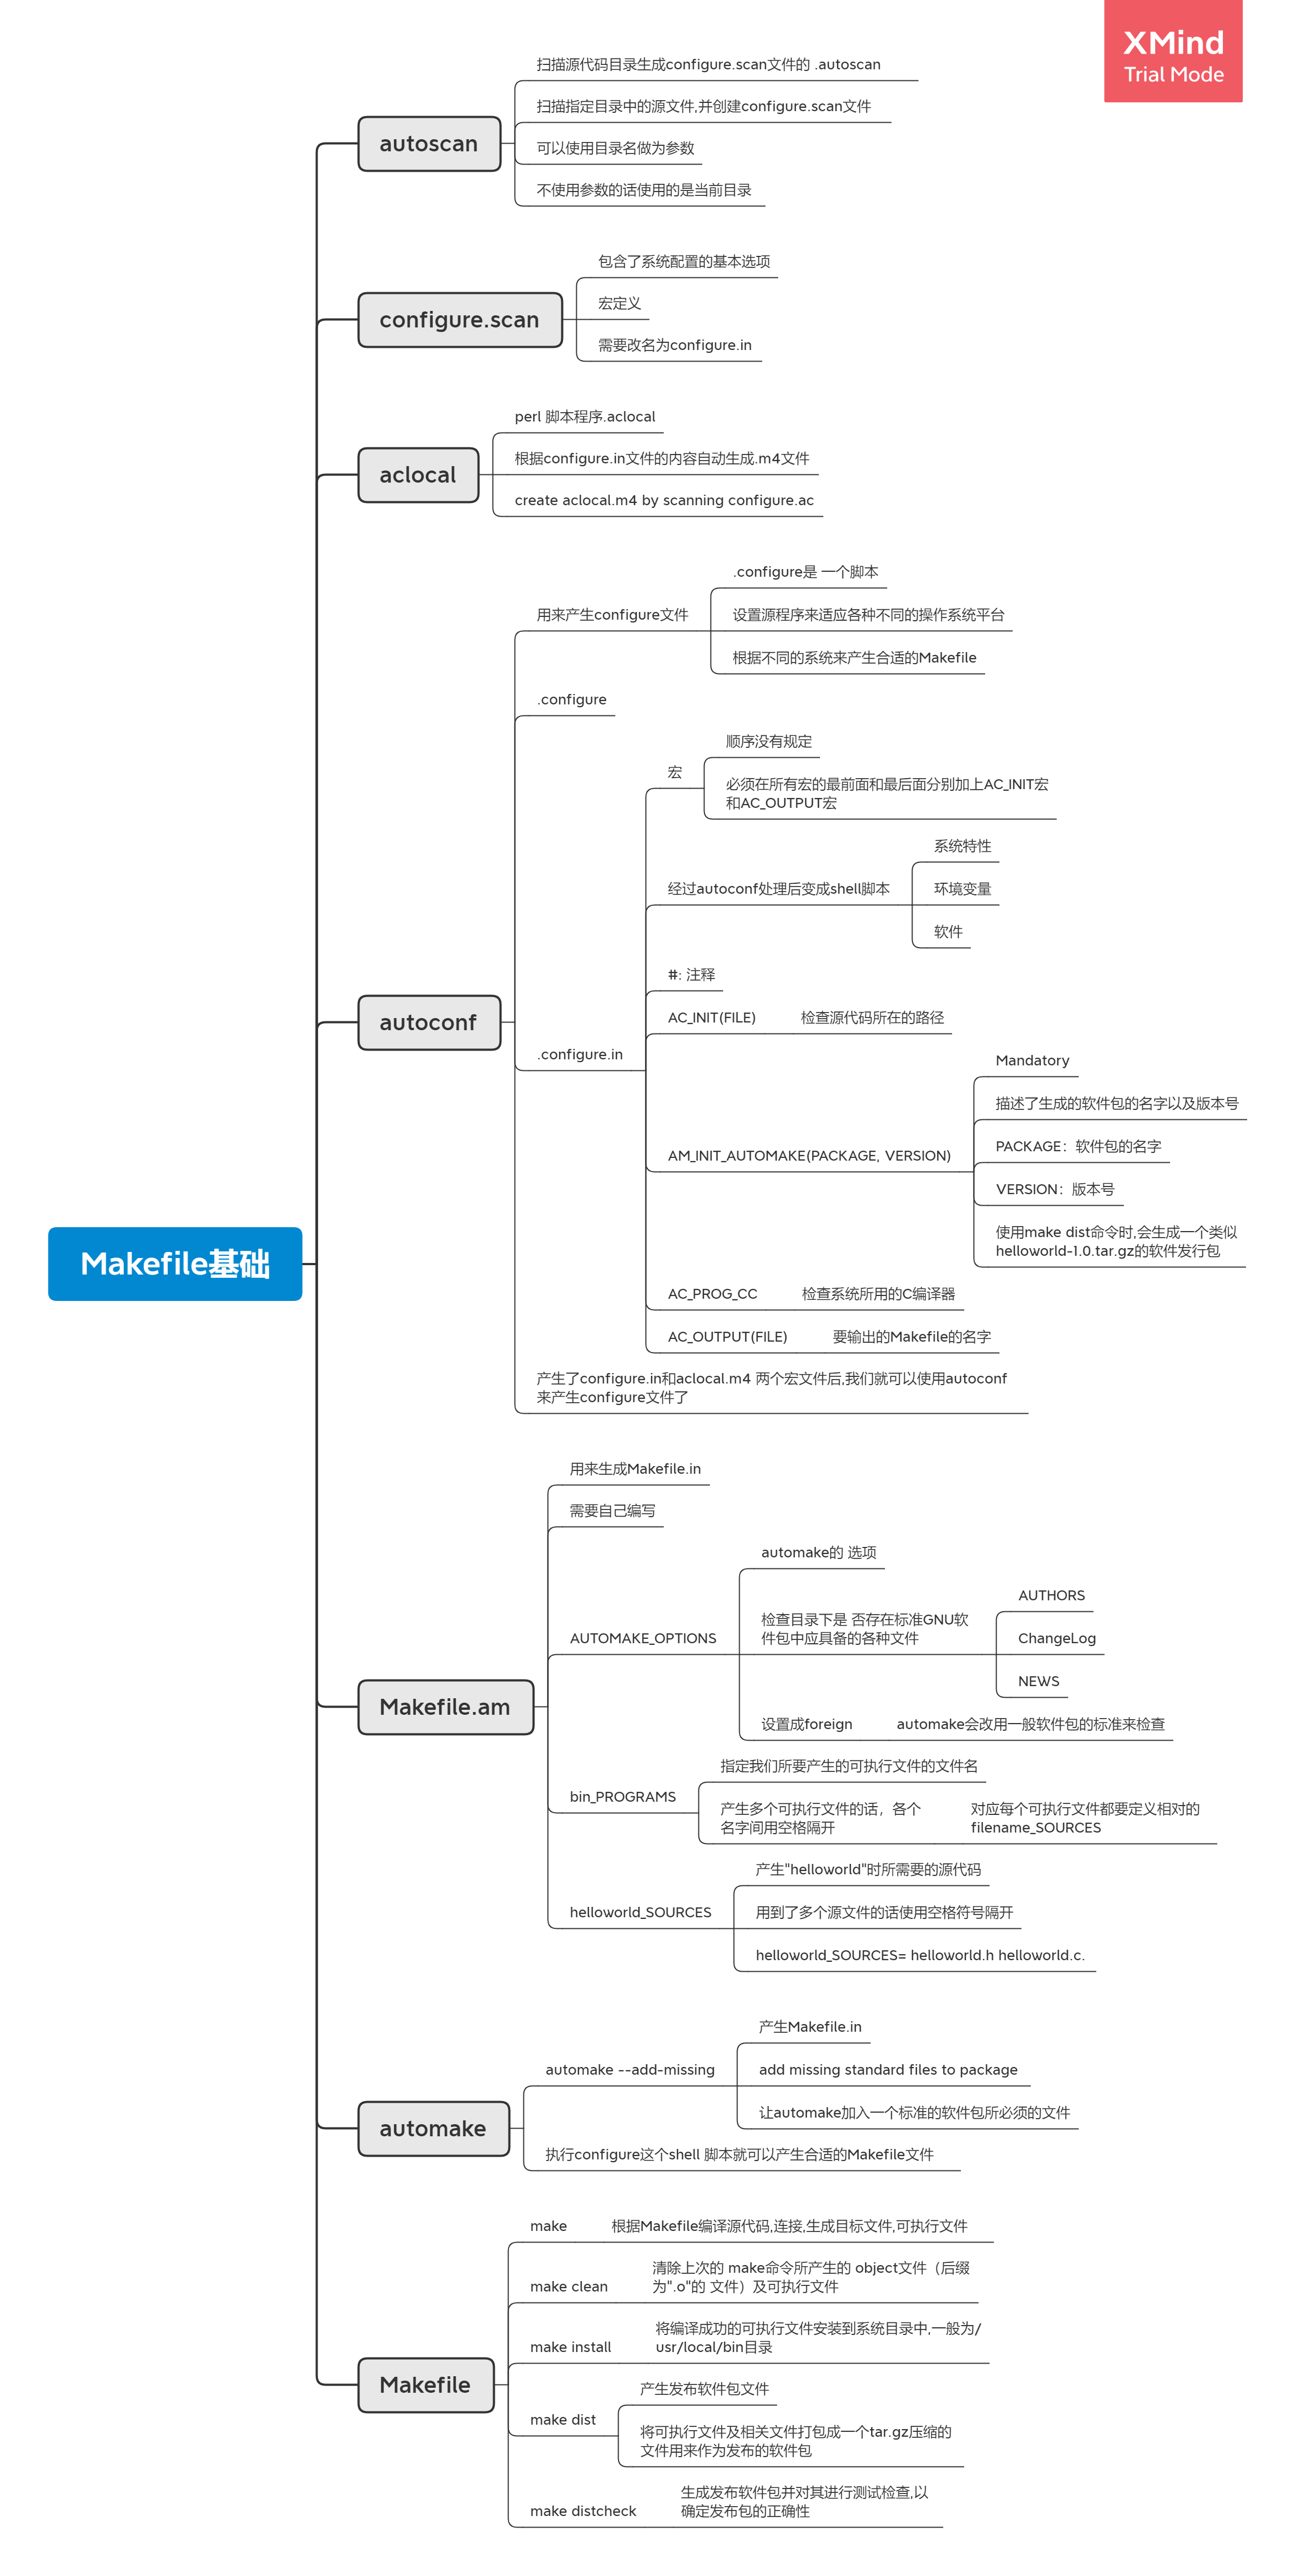 XMind
Trial Mode
Makefile基础
autoscan
扫描源代码目录生成configure.scan文件的 .autoscan
扫描指定目录中的源文件,并创建configure.scan文件
可以使用目录名做为参数
不使用参数的话使用的是当前目录
configure.scan
包含了系统配置的基本选项
宏定义
需要改名为configure.in
aclocal
perl 脚本程序.aclocal
根据configure.in文件的内容自动生成.m4文件
create aclocal.m4 by scanning configure.ac
autoconf
用来产生configure文件
.configure是 一个脚本
设置源程序来适应各种不同的操作系统平台
根据不同的系统来产生合适的Makefile
.configure
.configure.in
宏
顺序没有规定
必须在所有宏的最前面和最后面分别加上AC_INIT宏
和AC_OUTPUT宏
经过autoconf处理后变成shell脚本
系统特性
环境变量
软件
#: 注释
AC_INIT(FILE)
检查源代码所在的路径
AM_INIT_AUTOMAKE(PACKAGE, VERSION)
Mandatory
描述了生成的软件包的名字以及版本号
PACKAGE：软件包的名字
VERSION：版本号
使用make dist命令时,会生成一个类似
helloworld-1.0.tar.gz的软件发行包
AC_PROG_CC
检查系统所用的C编译器
AC_OUTPUT(FILE)
要输出的Makefile的名字
产生了configure.in和aclocal.m4 两个宏文件后,我们就可以使用autoconf
来产生configure文件了
Makefile.am
用来生成Makefile.in
需要自己编写
AUTOMAKE_OPTIONS
automake的 选项
检查目录下是 否存在标准GNU软
件包中应具备的各种文件
AUTHORS
ChangeLog
NEWS
设置成foreign
automake会改用一般软件包的标准来检查
bin_PROGRAMS
指定我们所要产生的可执行文件的文件名
产生多个可执行文件的话，各个
名字间用空格隔开
对应每个可执行文件都要定义相对的
filename_SOURCES
helloworld_SOURCES
产生"helloworld"时所需要的源代码
用到了多个源文件的话使用空格符号隔开
helloworld_SOURCES= helloworld.h helloworld.c.
automake
automake --add-missing
产生Makefile.in
add missing standard files to package
让automake加入一个标准的软件包所必须的文件
执行configure这个shell 脚本就可以产生合适的Makefile文件
Makefile
make
根据Makefile编译源代码,连接,生成目标文件,可执行文件
make clean
清除上次的 make命令所产生的 object文件（后缀
为".o"的 文件）及可执行文件
make install
将编译成功的可执行文件安装到系统目录中,一般为/
usr/local/bin目录
make dist
产生发布软件包文件
将可执行文件及相关文件打包成一个tar.gz压缩的
文件用来作为发布的软件包
make distcheck
生成发布软件包并对其进行测试检查,以
确定发布包的正确性